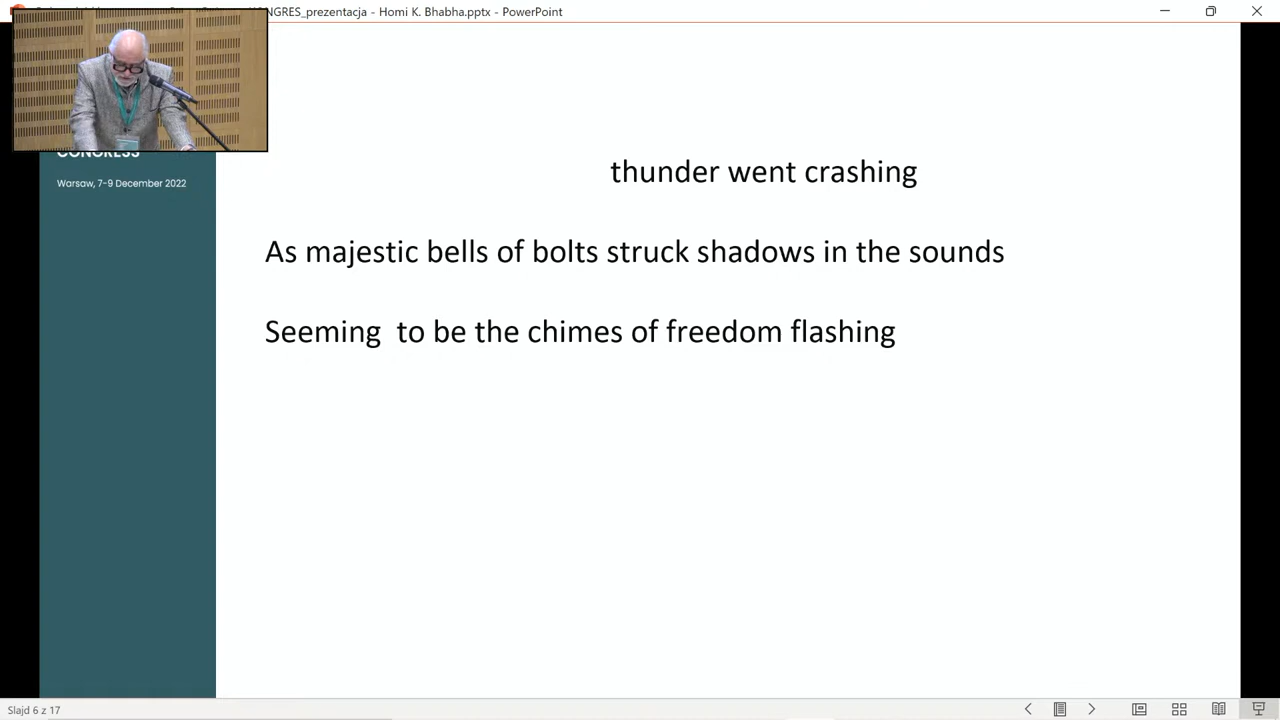 KONGRES_prezentacja - Homi K. Bhabha.pptx - PowerPoint
CONGRESS
Warsaw, 7-9 December 2022
thunder went crashing
As majestic bells of bolts struck shadows in the sounds
Seeming to be the chimes of freedom flashing
Slajd 6 z 17